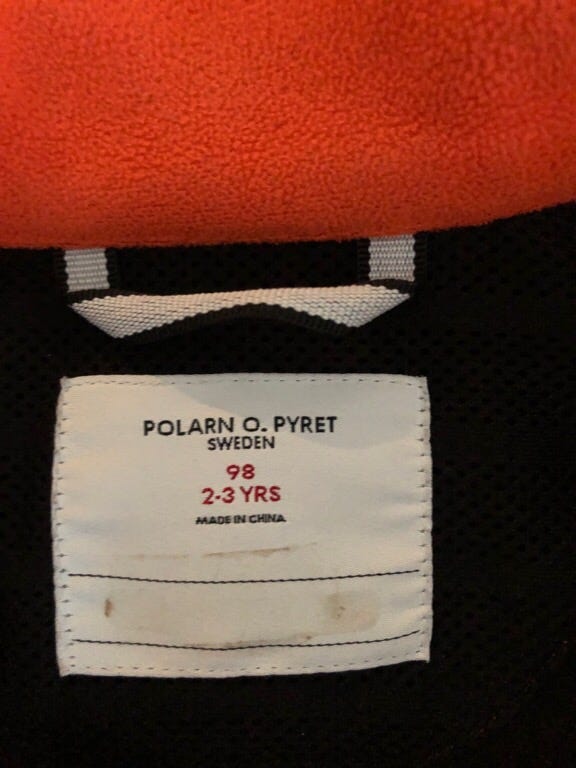 POLARN O. PYRET
SWEDEN
98
2-3 YRS
MADE IN CHINA